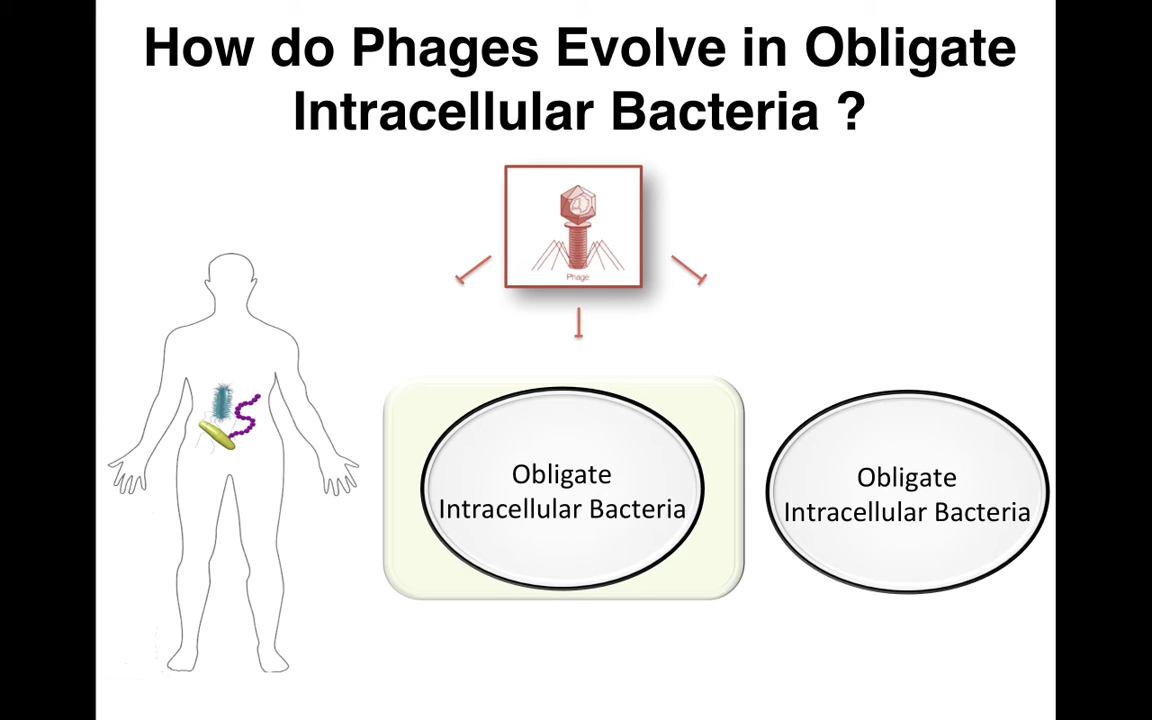 How do Phages Evolve in Obligate
Intracellular Bacteria ?
Phage
Obligate
Intracellular Bacteria
Obligate
Intracellular Bacteria